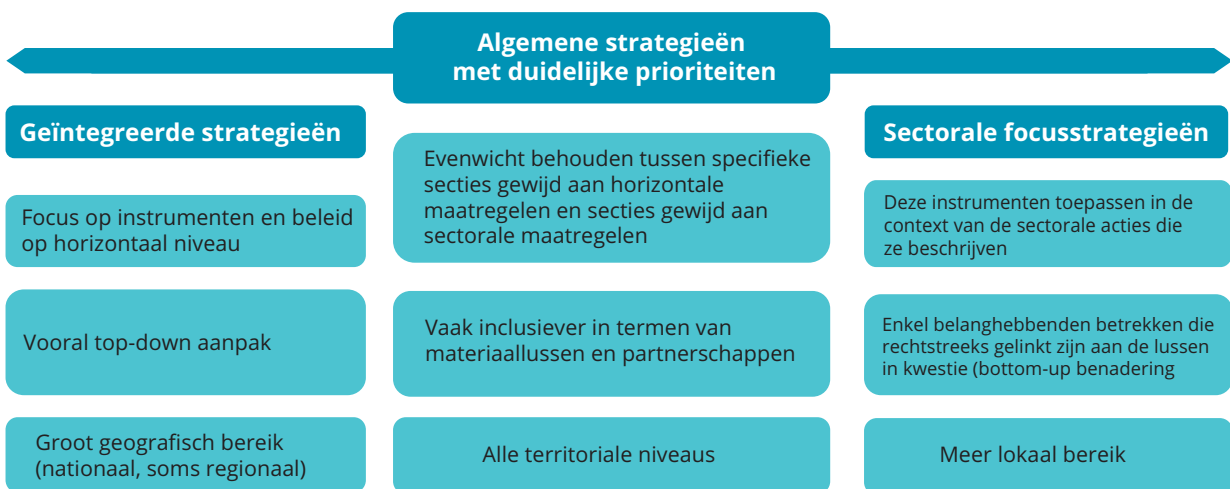 Algemene strategieën
met duidelijke prioriteiten
Geïntegreerde strategieën
Focus op instrumenten en beleid
op horizontaal niveau
Vooral top-down aanpak
Groot geografisch bereik
(nationaal, soms regionaal)
Evenwicht behouden tussen specifieke
secties gewijd aan horizontale
maatregelen en secties gewijd aan
sectorale maatregelen
Vaak inclusiever in termen van
materiaallussen en partnerschappen
Alle territoriale niveaus
Sectorale focusstrategieën
Deze instrumenten toepassen in de
context van de sectorale acties die
ze beschrijven
Enkel belanghebbenden betrekken die
rechtstreeks gelinkt zijn aan de lussen
in kwestie (bottom-up benadering
Meer lokaal bereik